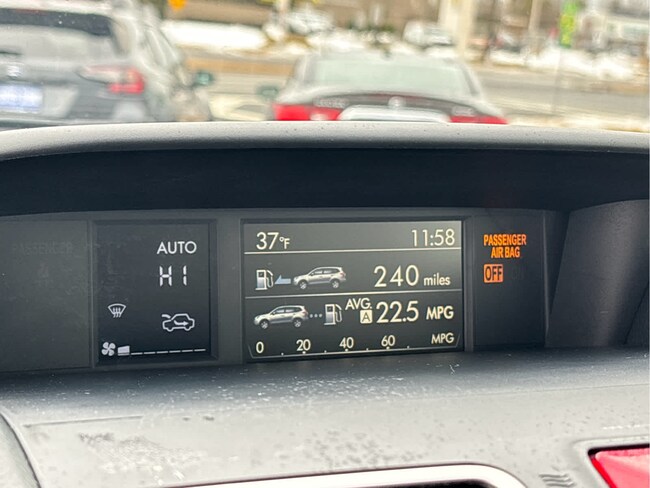 AUTO
HI
37°F 11:58
240 miles
AVG.
A 22.5 MPG
0 20 40 60 MPG
PASSENGER
AIR BAG
OFF
PASSENGER